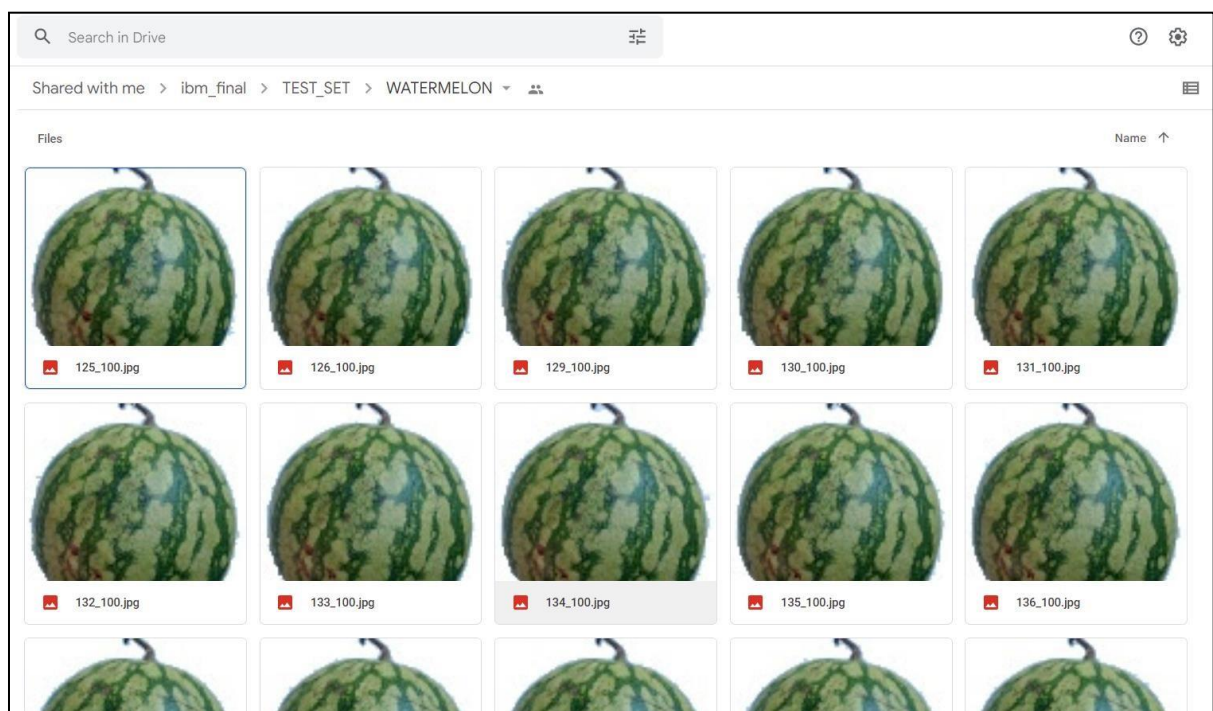 Search in Drive
Shared with me > ibm_final > TEST_SET > WATERMELON
Files
Name
125_100.jpg
126_100.jpg
129_100.jpg
130_100.jpg
131_100.jpg
132_100.jpg
133_100.jpg
134_100.jpg
135_100.jpg
136_100.jpg